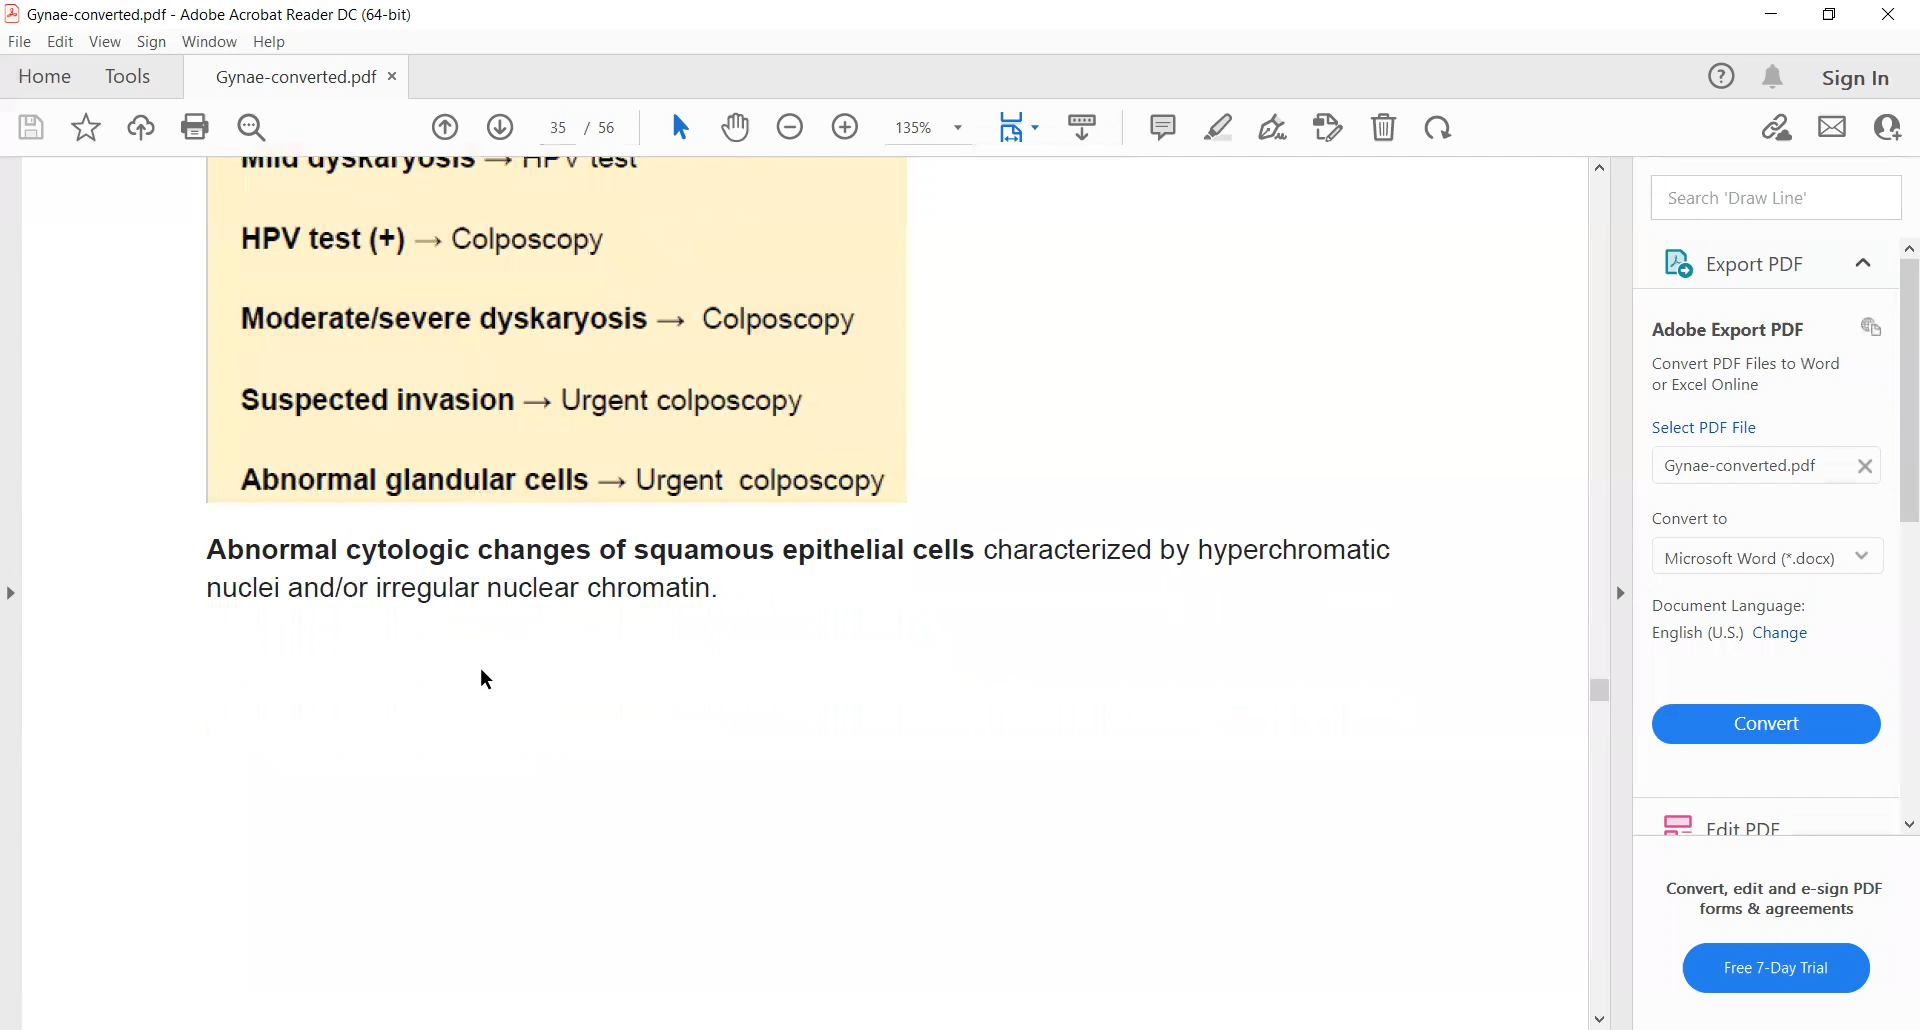 Gynae-converted.pdf - Adobe Acrobat Reader DC (64-bit)
File Edit View Sign Window Help
Home Tools Gynae-converted.pdf × Sign In
35 / 56 135%
Mild dyskaryosis → HPV test
HPV test (+) → Colposcopy
Moderate/severe dyskaryosis → Colposcopy
Suspected invasion → Urgent colposcopy
Abnormal glandular cells → Urgent colposcopy
Abnormal cytologic changes of squamous epithelial cells characterized by hyperchromatic
nuclei and/or irregular nuclear chromatin.
Search 'Draw Line'
Export PDF
Adobe Export PDF
Convert PDF Files to Word
or Excel Online
Select PDF File
Gynae-converted.pdf
Convert to
Microsoft Word (*.docx)
Document Language:
English (U.S.) Change
Convert
Edit PDF
Convert, edit and e-sign PDF
forms & agreements
Free 7-Day Trial